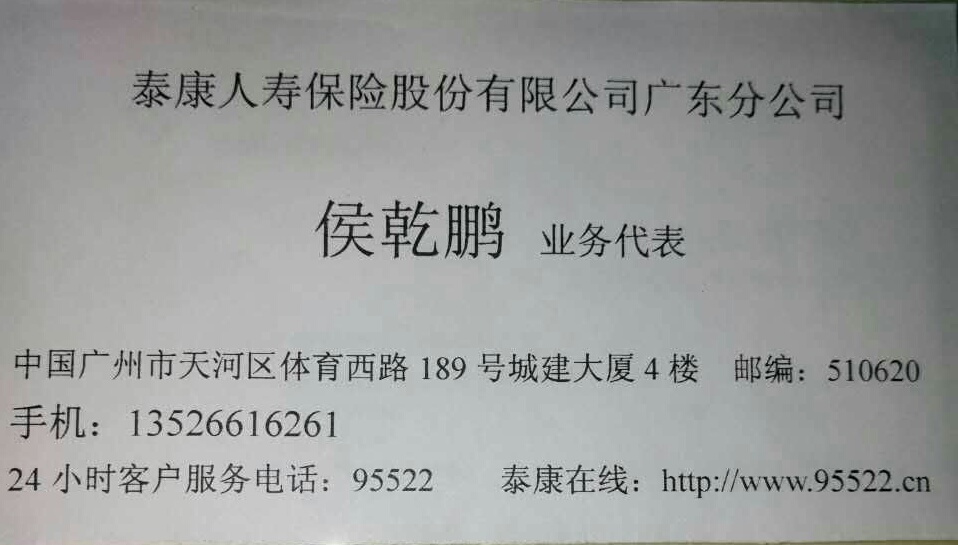 泰康人寿保险股份有限公司广东分公司
侯乾鹏 业务代表
中国广州市天河区体育西路 189 号城建大厦 4 楼 邮编：510620
手机：13526616261
24 小时客户服务电话：95522 泰康在线：http://www.95522.cn